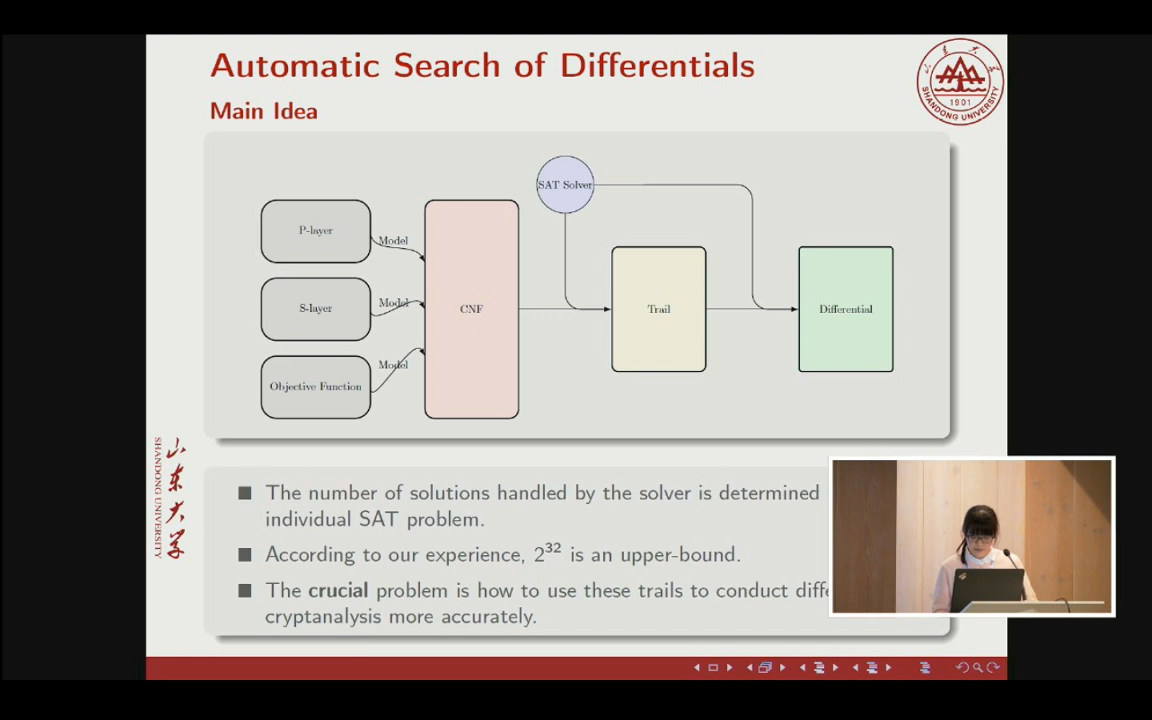 Automatic Search of Differentials
Main Idea
SHANDONG UNIVERSITY
1901
SAT Solver
P-layer
Model
S-layer
Model
CNF
Trail
Differential
Model
Objective Function
山东大学
SHANDONG UNIVERSITY
The number of solutions handled by the solver is determined
individual SAT problem.
According to our experience, 2³² is an upper-bound.
The crucial problem is how to use these trails to conduct diffe
cryptanalysis more accurately.